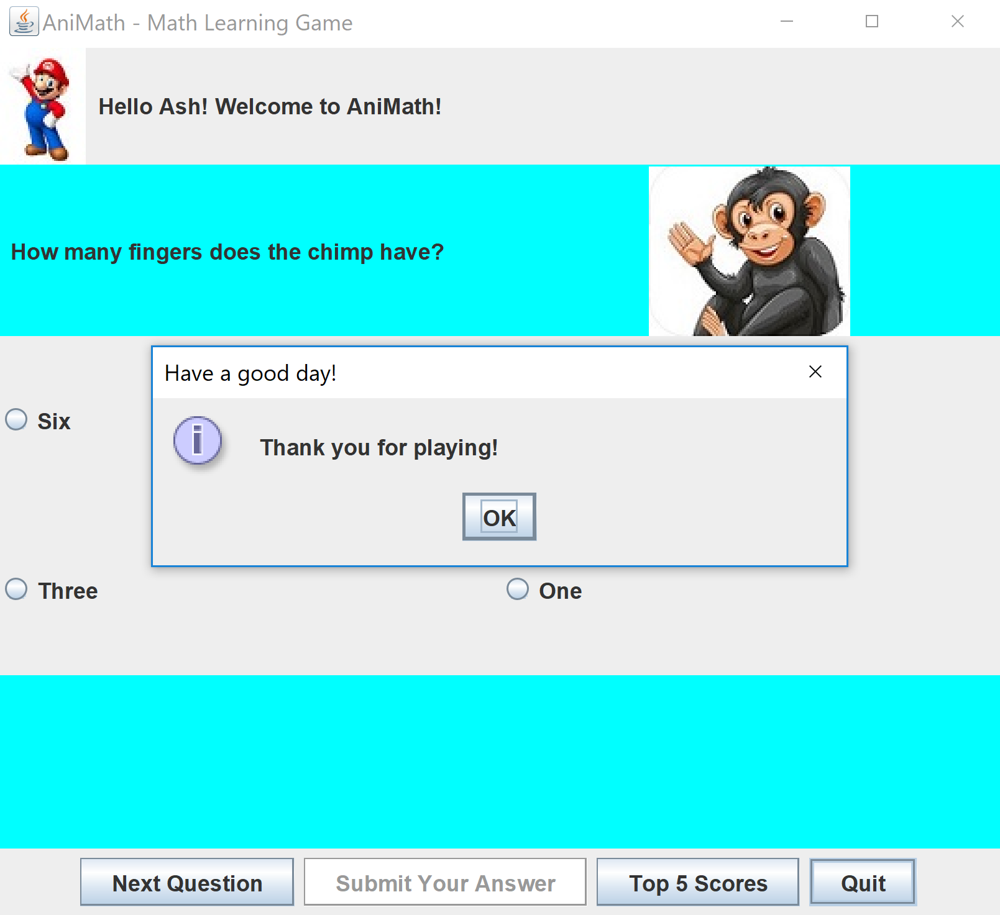 AniMath - Math Learning Game
Hello Ash! Welcome to AniMath!
How many fingers does the chimp have?
Have a good day!
Six
Thank you for playing!
OK
Three
One
Next Question
Submit Your Answer
Top 5 Scores
Quit